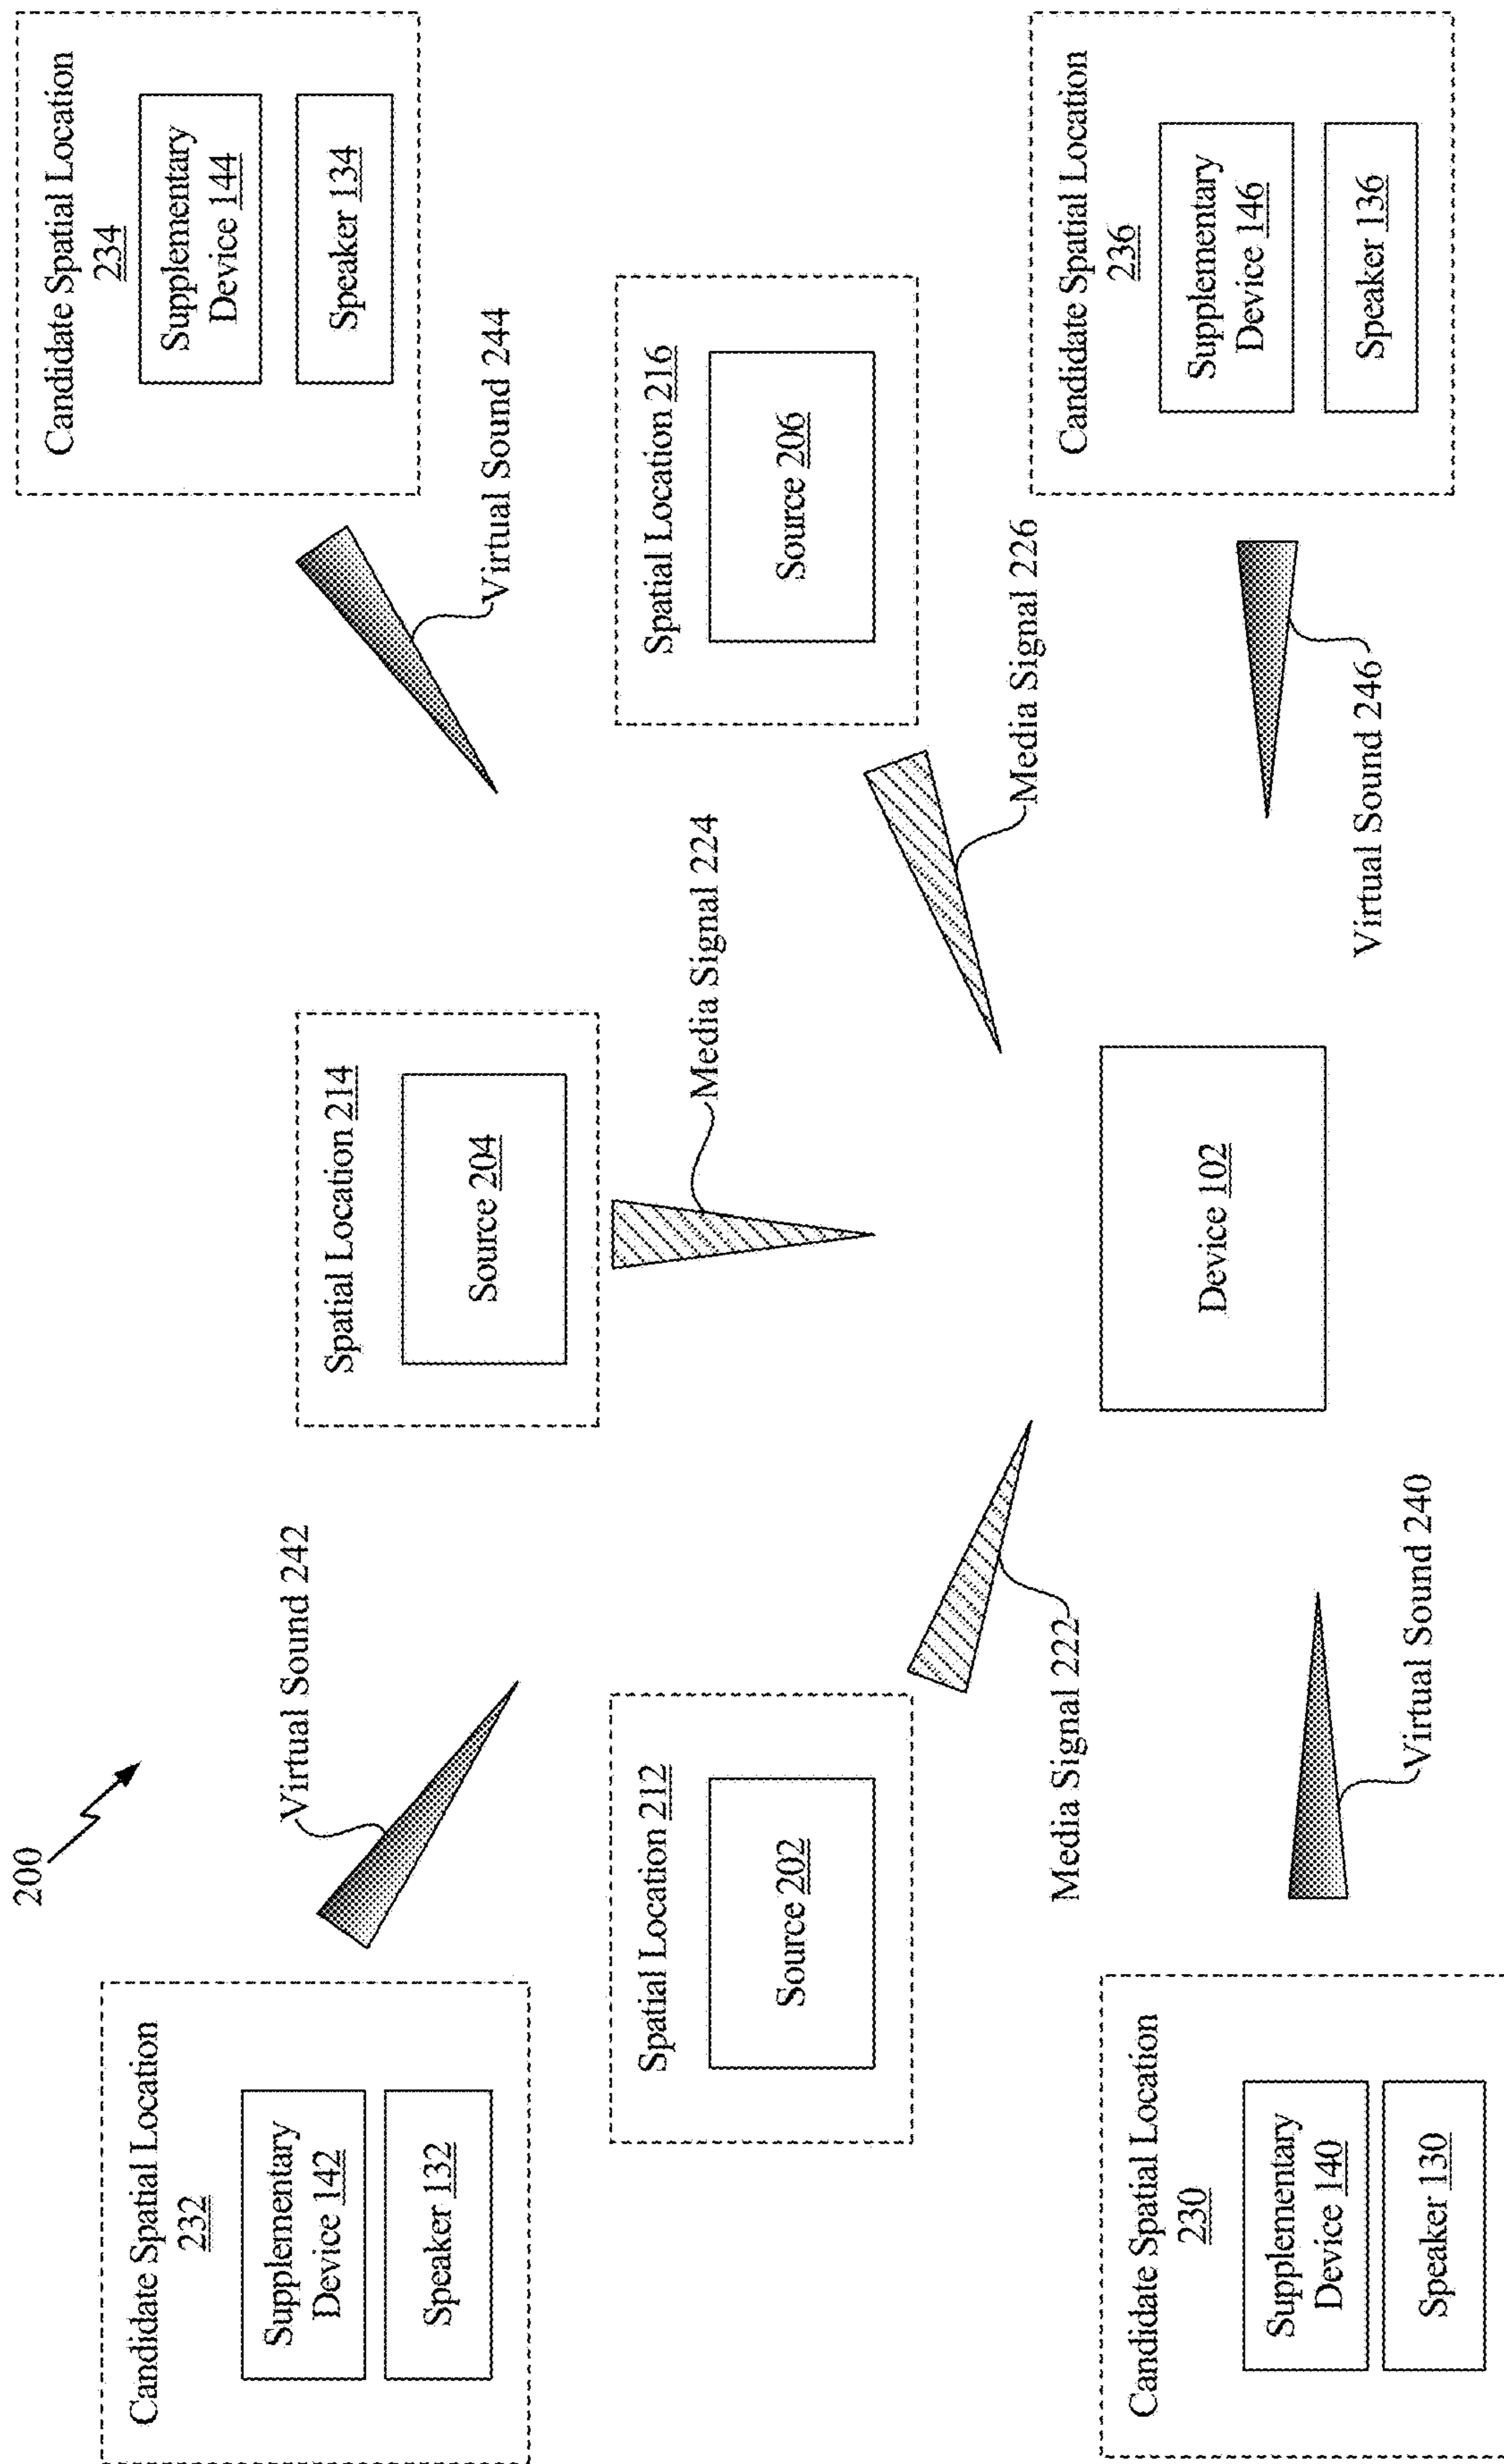 200
Candidate Spatial Location
232
Supplementary
Device 142
Speaker 132
Virtual Sound 242
Spatial Location 214
Source 204
Media Signal 224
Candidate Spatial Location
234
Supplementary
Device 144
Speaker 134
Virtual Sound 244
Spatial Location 212
Source 202
Media Signal 222
Spatial Location 216
Source 206
Media Signal 226
Candidate Spatial Location
230
Supplementary
Device 140
Speaker 130
Virtual Sound 240
Device 102
Candidate Spatial Location
236
Supplementary
Device 146
Speaker 136
Virtual Sound 246